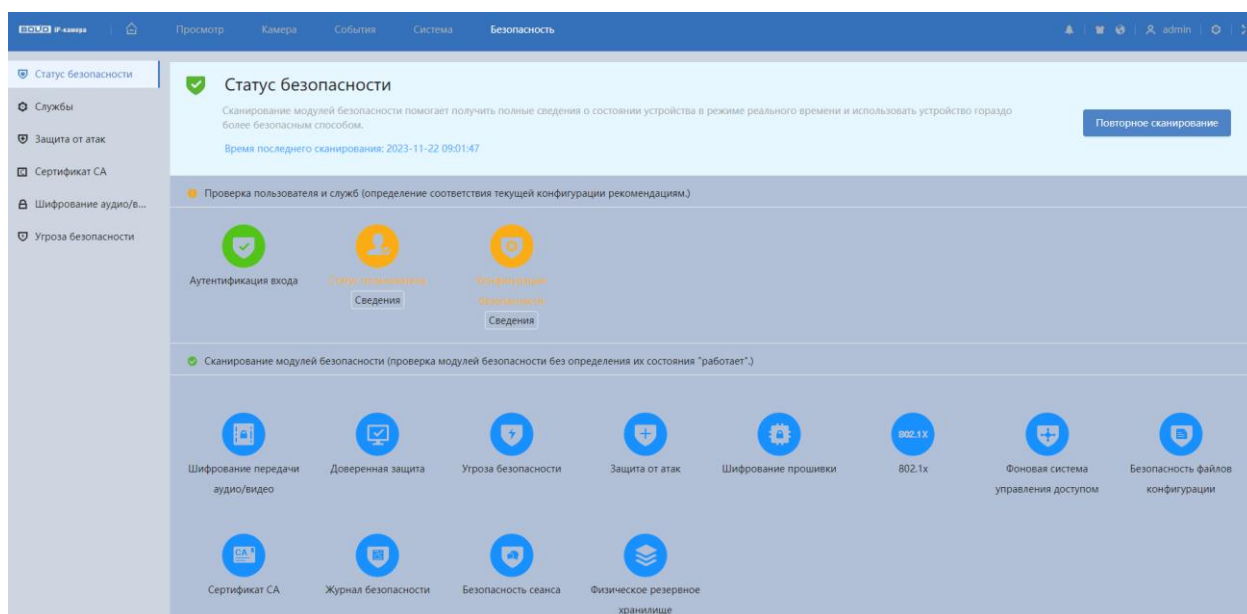 BOLID IP-камера Просмотр Камера События Система Безопасность admin
Статус безопасности
Службы
Защита от атак
Сертификат CA
Шифрование аудио/в...
Угроза безопасности
Статус безопасности
Сканирование модулей безопасности помогает получить полные сведения о состоянии устройства в режиме реального времени и использовать устройство гораздо
более безопасным способом.
Повторное сканирование
Время последнего сканирования: 2023-11-22 09:01:47
Проверка пользователя и служб (определение соответствия текущей конфигурации рекомендациям.)
Аутентификация входа
Статус пользователя
Сведения
Конфигурация
безопасности
Сведения
Сканирование модулей безопасности (проверка модулей безопасности без определения их состояния "работает".)
802.1X
Шифрование передачи
аудио/видео
Доверенная защита
Угроза безопасности
Защита от атак
Шифрование прошивки
802.1x
Фоновая система
управления доступом
Безопасность файлов
конфигурации
CA
Сертификат CA
Журнал безопасности
Безопасность сеанса
Физическое резервное
хранилище